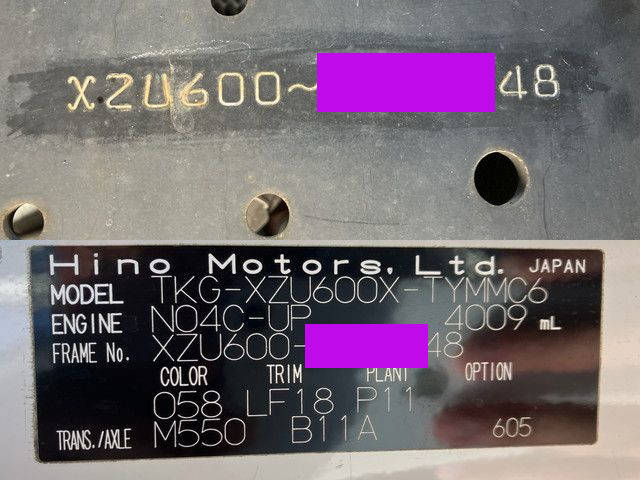 XZU600~ 48
Hino Motors, Ltd. JAPAN
MODEL TKG-XZU600X-TYMMC6
ENGINE N04C-UP 4009 mL
FRAME No. XZU600- 48
COLOR TRIM PLANT OPTION
058 LF18 P11
TRANS./AXLE M550 B11A 605